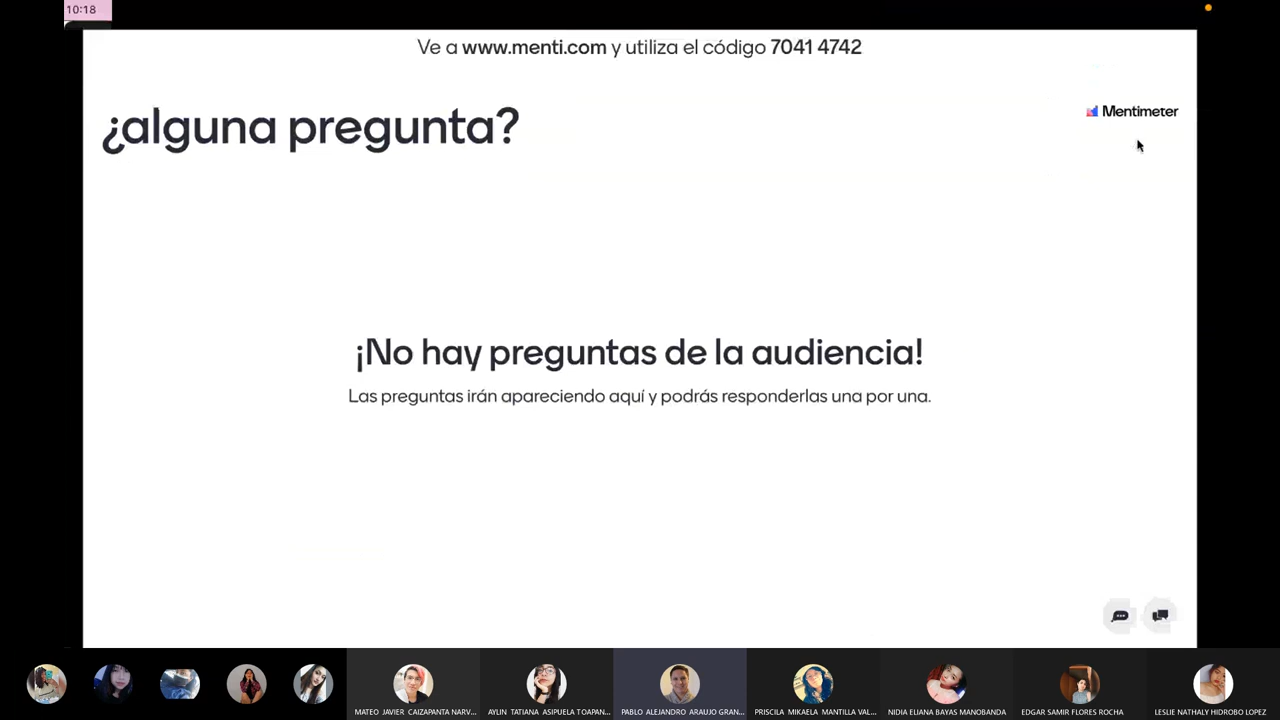 10:18
Ve a www.menti.com y utiliza el código 7041 4742
¿alguna pregunta?
Mentimeter
¡No hay preguntas de la audiencia!
Las preguntas irán apareciendo aquí y podrás responderlas una por una.
MATEO JAVIER CAIZAPANTA NARV...
AYLIN TATIANA ASIPUELA TOAPAN...
PABLO ALEJANDRO ARAUJO GRAN...
PRISCILA MIKAELA MANTILLA VAL...
NIDIA ELIANA BAYAS MANOBANDA
EDGAR SAMIR FLORES ROCHA
LESLIE NATHALY HIDROBO LOPEZ